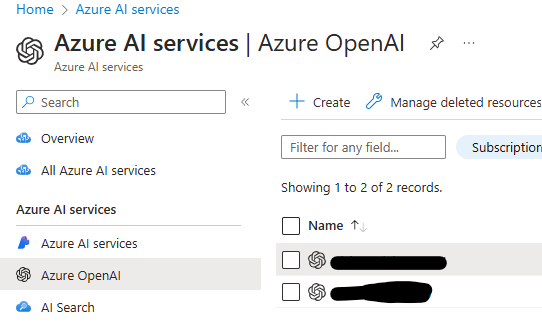 Home > Azure AI services >
Azure AI services | Azure OpenAI
Azure AI services
Search
Overview
All Azure AI services
Azure AI services
Azure AI services
Azure OpenAI
AI Search
Create
Manage deleted resources
Filter for any field...
Subscription
Showing 1 to 2 of 2 records.
Name